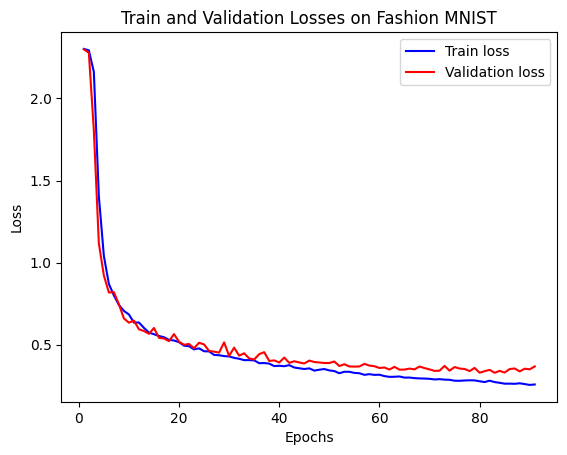 Train and Validation Losses on Fashion MNIST
Train loss
Validation loss
2.0
1.5
1.0
0.5
Loss
0
20
40
60
80
Epochs